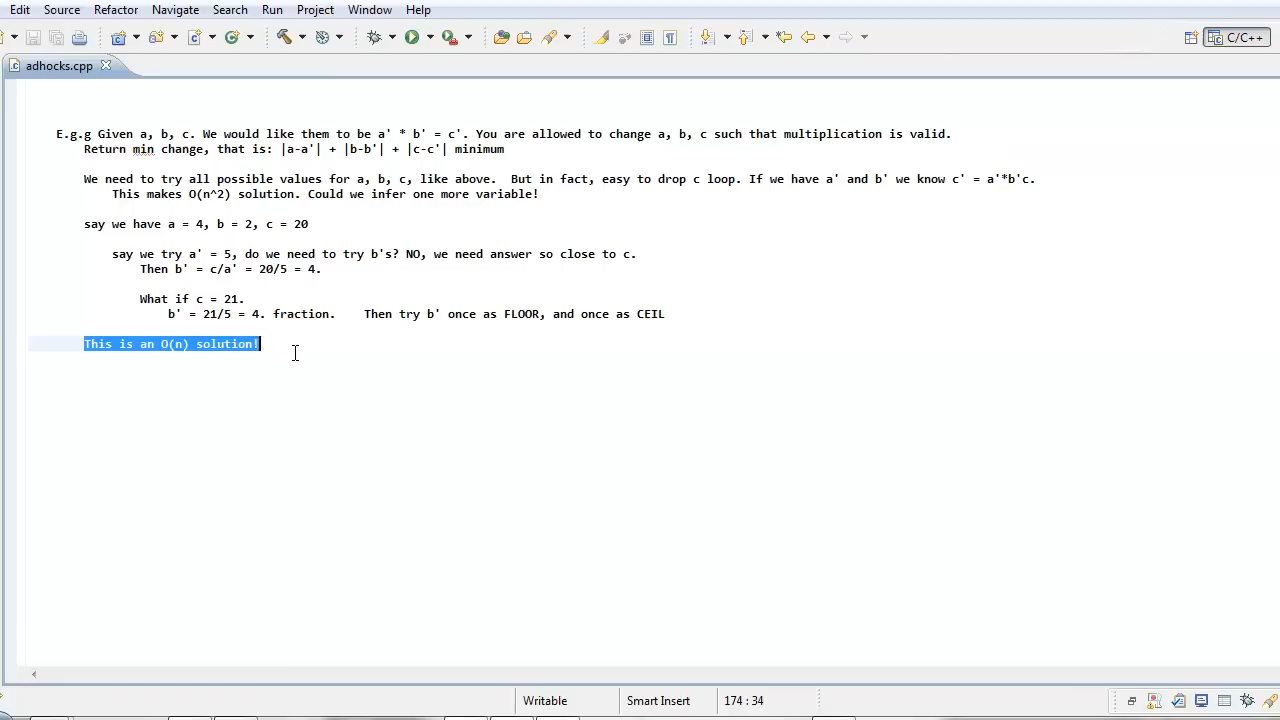 Edit Source Refactor Navigate Search Run Project Window Help
C/C++
adhocks.cpp
E.g.g Given a, b, c. We would like them to be a' * b' = c'. You are allowed to change a, b, c such that multiplication is valid.
Return min change, that is: |a-a'| + |b-b'| + |c-c'| minimum
We need to try all possible values for a, b, c, like above. But in fact, easy to drop c loop. If we have a' and b' we know c' = a'*b'c.
This makes O(n^2) solution. Could we infer one more variable!
say we have a = 4, b = 2, c = 20
say we try a' = 5, do we need to try b's? NO, we need answer so close to c.
Then b' = c/a' = 20/5 = 4.
What if c = 21.
b' = 21/5 = 4. fraction. Then try b' once as FLOOR, and once as CEIL
This is an O(n) solution!
Writable Smart Insert 174 : 34